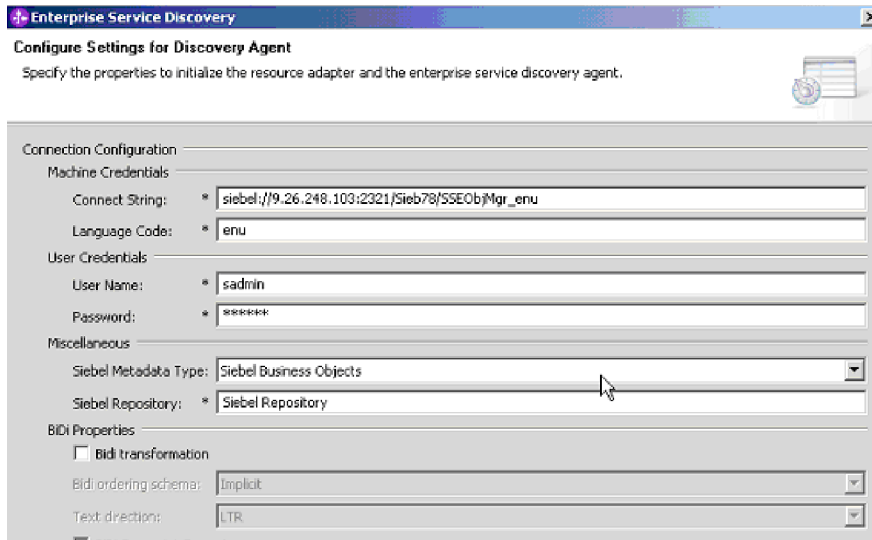 Enterprise Service Discovery
Configure Settings for Discovery Agent
Specify the properties to initialize the resource adapter and the enterprise service discovery agent.
Connection Configuration
Machine Credentials
Connect String: * siebel://9.26.248.103:2321/Sieb78/SSEObjMgr_enu
Language Code: * enu
User Credentials
User Name: * sadmin
Password: * ******
Miscellaneous
Siebel Metadata Type: Siebel Business Objects
Siebel Repository: * Siebel Repository
BiDi Properties
Bidi transformation
Bidi ordering schema: Implicit
Text direction: LTR